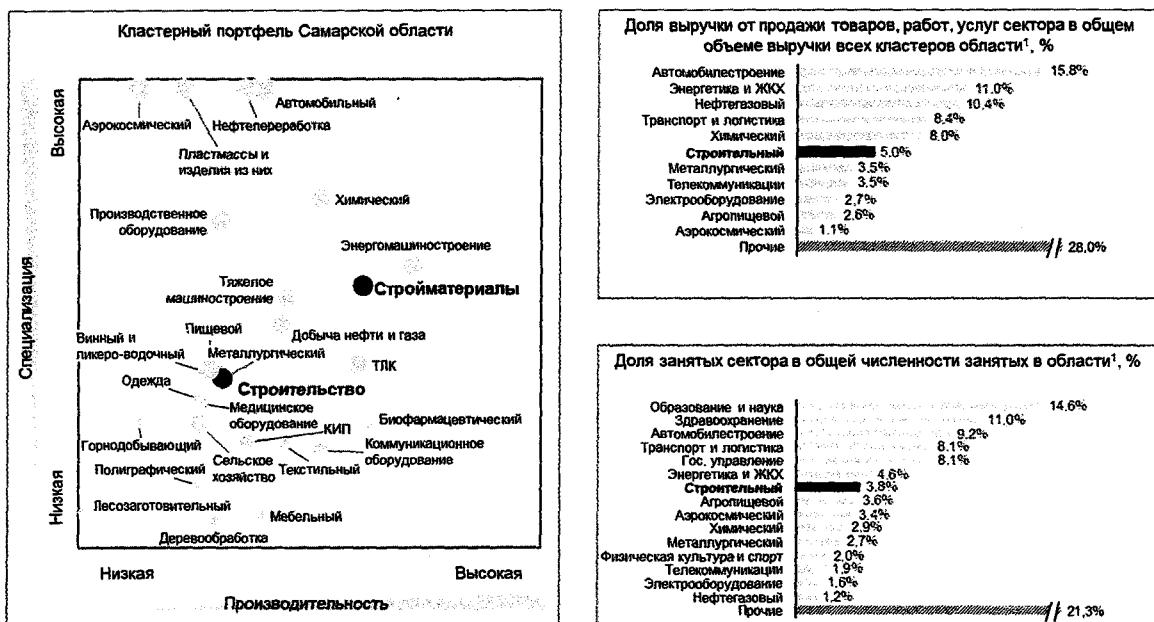 Кластерный портфель Самарской области
Высокая
Специализация
Низкая
Аэрокосмический
Автомобильный
Нефтепереработка
Пластмассы и
изделия из них
Химический
Производственное
оборудование
Энергомашиностроение
Стройматериалы
Тяжелое
машиностроение
Добыча нефти и газа
Пищевой
Винный и
ликеро-водочный
Металлургический
ТЛК
Одежда
Строительство
Медицинское
оборудование
Биофармацевтический
КИП
Горнодобывающий
Сельское
хозяйство
Текстильный
Коммуникационное
оборудование
Полиграфический
Лесозаготовительный
Мебельный
Деревообработка
Низкая
Высокая
Производительность
Доля выручки от продажи товаров, работ, услуг сектора в общем
объеме выручки всех кластеров области¹, %
Автомобилестроение 15.8%
Энергетика и ЖКХ 11.0%
Нефтегазовый 10,4%
Транспорт и логистика 8,4%
Химический 8.0%
Строительный 5.0%
Металлургический 3.5%
Телекоммуникации 3.5%
Электрооборудование 2,7%
Агропищевой 2.6%
Аэрокосмический 1.1%
Прочие 28.0%
Доля занятых сектора в общей численности занятых в области¹, %
Образование и наука 14.6%
Здравоохранение 11.0%
Автомобилестроение 9.2%
Транспорт и логистика 8.1%
Гос. управление 8.1%
Энергетика и ЖКХ 4.6%
Строительный 3.8%
Агропищевой 3.6%
Аэрокосмический 3.4%
Химический 2.9%
Металлургический 2,7%
Физическая культура и спорт 2.0%
Телекоммуникации 1,9%
Электрооборудование 1.6%
Нефтегазовый 1.2%
Прочие 21,3%